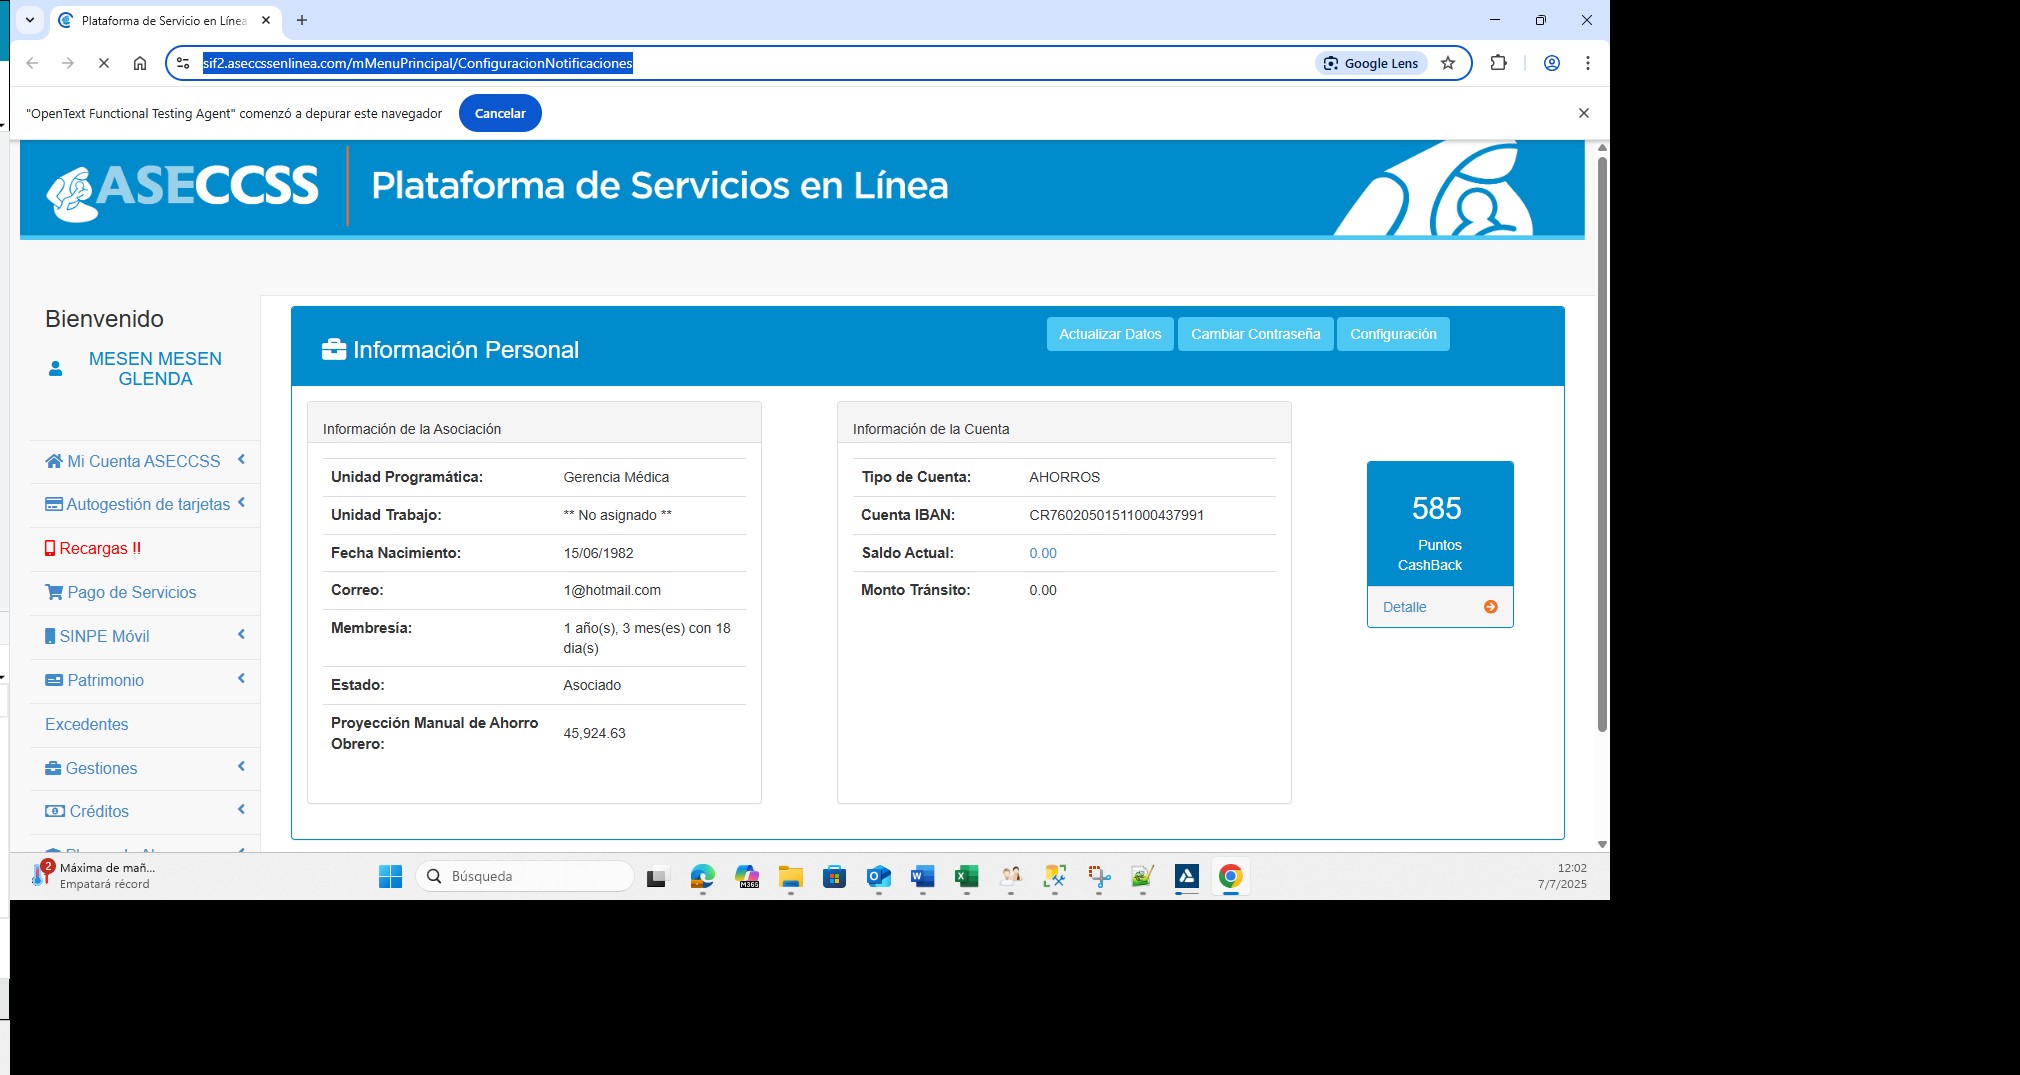 Plataforma de Servicio en Línea
sif2.aseccssenlinea.com/mMenuPrincipal/ConfiguracionNotificaciones
Google Lens
"OpenText Functional Testing Agent" comenzó a depurar este navegador
Cancelar
ASECCSS
Plataforma de Servicios en Línea
Bienvenido
MESEN MESEN
GLENDA
Mi Cuenta ASECCSS
Autogestión de tarjetas
Recargas !!
Pago de Servicios
SINPE Móvil
Patrimonio
Excedentes
Gestiones
Créditos
Información Personal
Actualizar Datos
Cambiar Contraseña
Configuración
Información de la Asociación
Unidad Programática: Gerencia Médica
Unidad Trabajo: ** No asignado **
Fecha Nacimiento: 15/06/1982
Correo: 1@hotmail.com
Membresía: 1 año(s), 3 mes(es) con 18
dia(s)
Estado: Asociado
Proyección Manual de Ahorro
Obrero: 45,924.63
Información de la Cuenta
Tipo de Cuenta: AHORROS
Cuenta IBAN: CR76020501511000437991
Saldo Actual: 0.00
Monto Tránsito: 0.00
585
Puntos
CashBack
Detalle
2
Máxima de mañ...
Empatará récord
Búsqueda
M365
12:02
7/7/2025